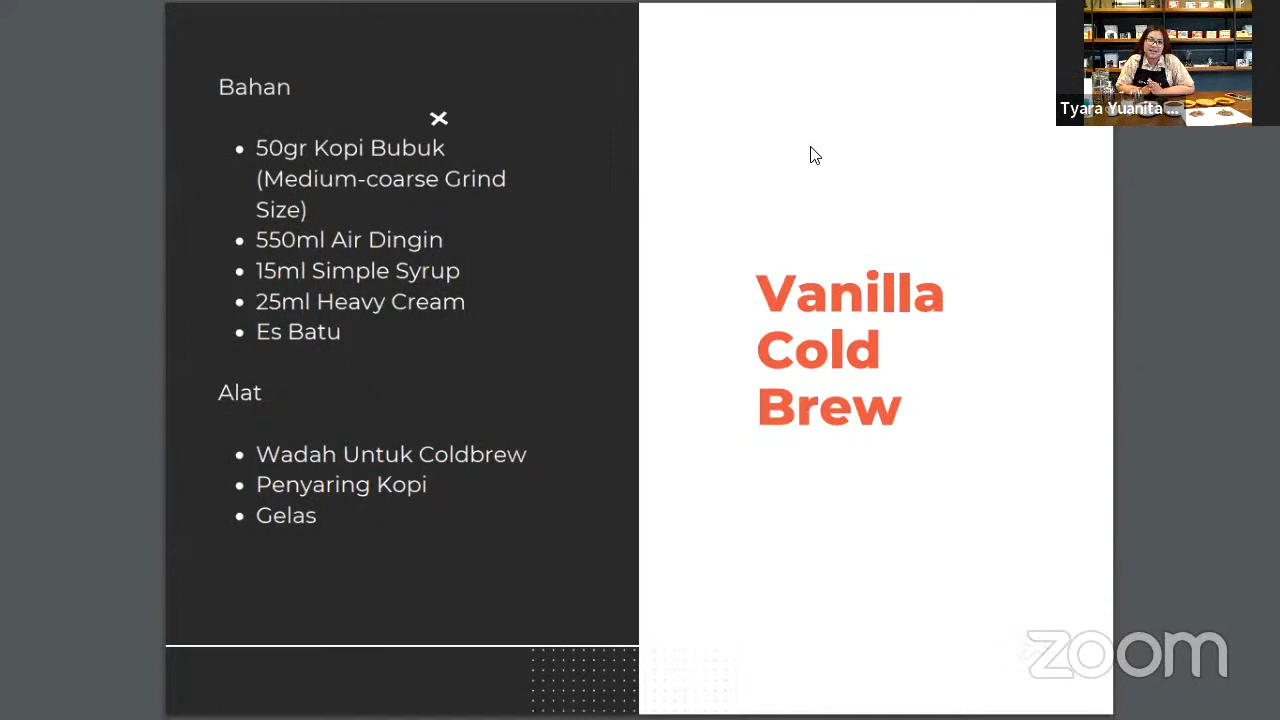 Bahan
• 50gr Kopi Bubuk
(Medium-coarse Grind
Size)
• 550ml Air Dingin
• 15ml Simple Syrup
• 25ml Heavy Cream
• Es Batu
Alat
• Wadah Untuk Coldbrew
• Penyaring Kopi
• Gelas
Vanilla
Cold
Brew
Tyara Yuanita ...
zoom